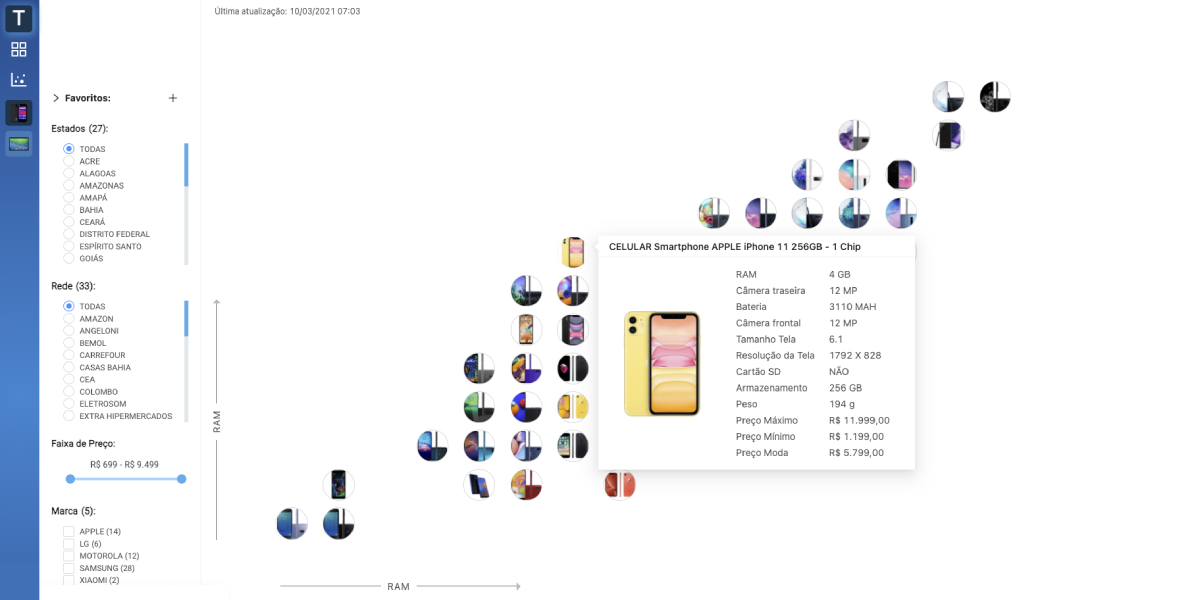 T
Última atualização: 10/03/2021 07:03
Favoritos:
Estados (27):
TODAS
ACRE
ALAGOAS
AMAZONAS
AMAPÁ
BAHIA
CEARÁ
DISTRITO FEDERAL
ESPÍRITO SANTO
GOIÁS
Rede (33):
TODAS
AMAZON
ANGELONI
BEMOL
CARREFOUR
CASAS BAHIA
CEA
COLOMBO
ELETROSOM
EXTRA HIPERMERCADOS
Faixa de Preço:
R$ 699 - R$ 9.499
Marca (5):
APPLE (14)
LG (6)
MOTOROLA (12)
SAMSUNG (28)
XIAOMI (2)
RAM
RAM
CELULAR Smartphone APPLE iPhone 11 256GB - 1 Chip
RAM 4 GB
Câmera traseira 12 MP
Bateria 3110 MAH
Câmera frontal 12 MP
Tamanho Tela 6.1
Resolução da Tela 1792 X 828
Cartão SD NÃO
Armazenamento 256 GB
Peso 194 g
Preço Máximo R$ 11.999,00
Preço Mínimo R$ 1.199,00
Preço Moda R$ 5.799,00